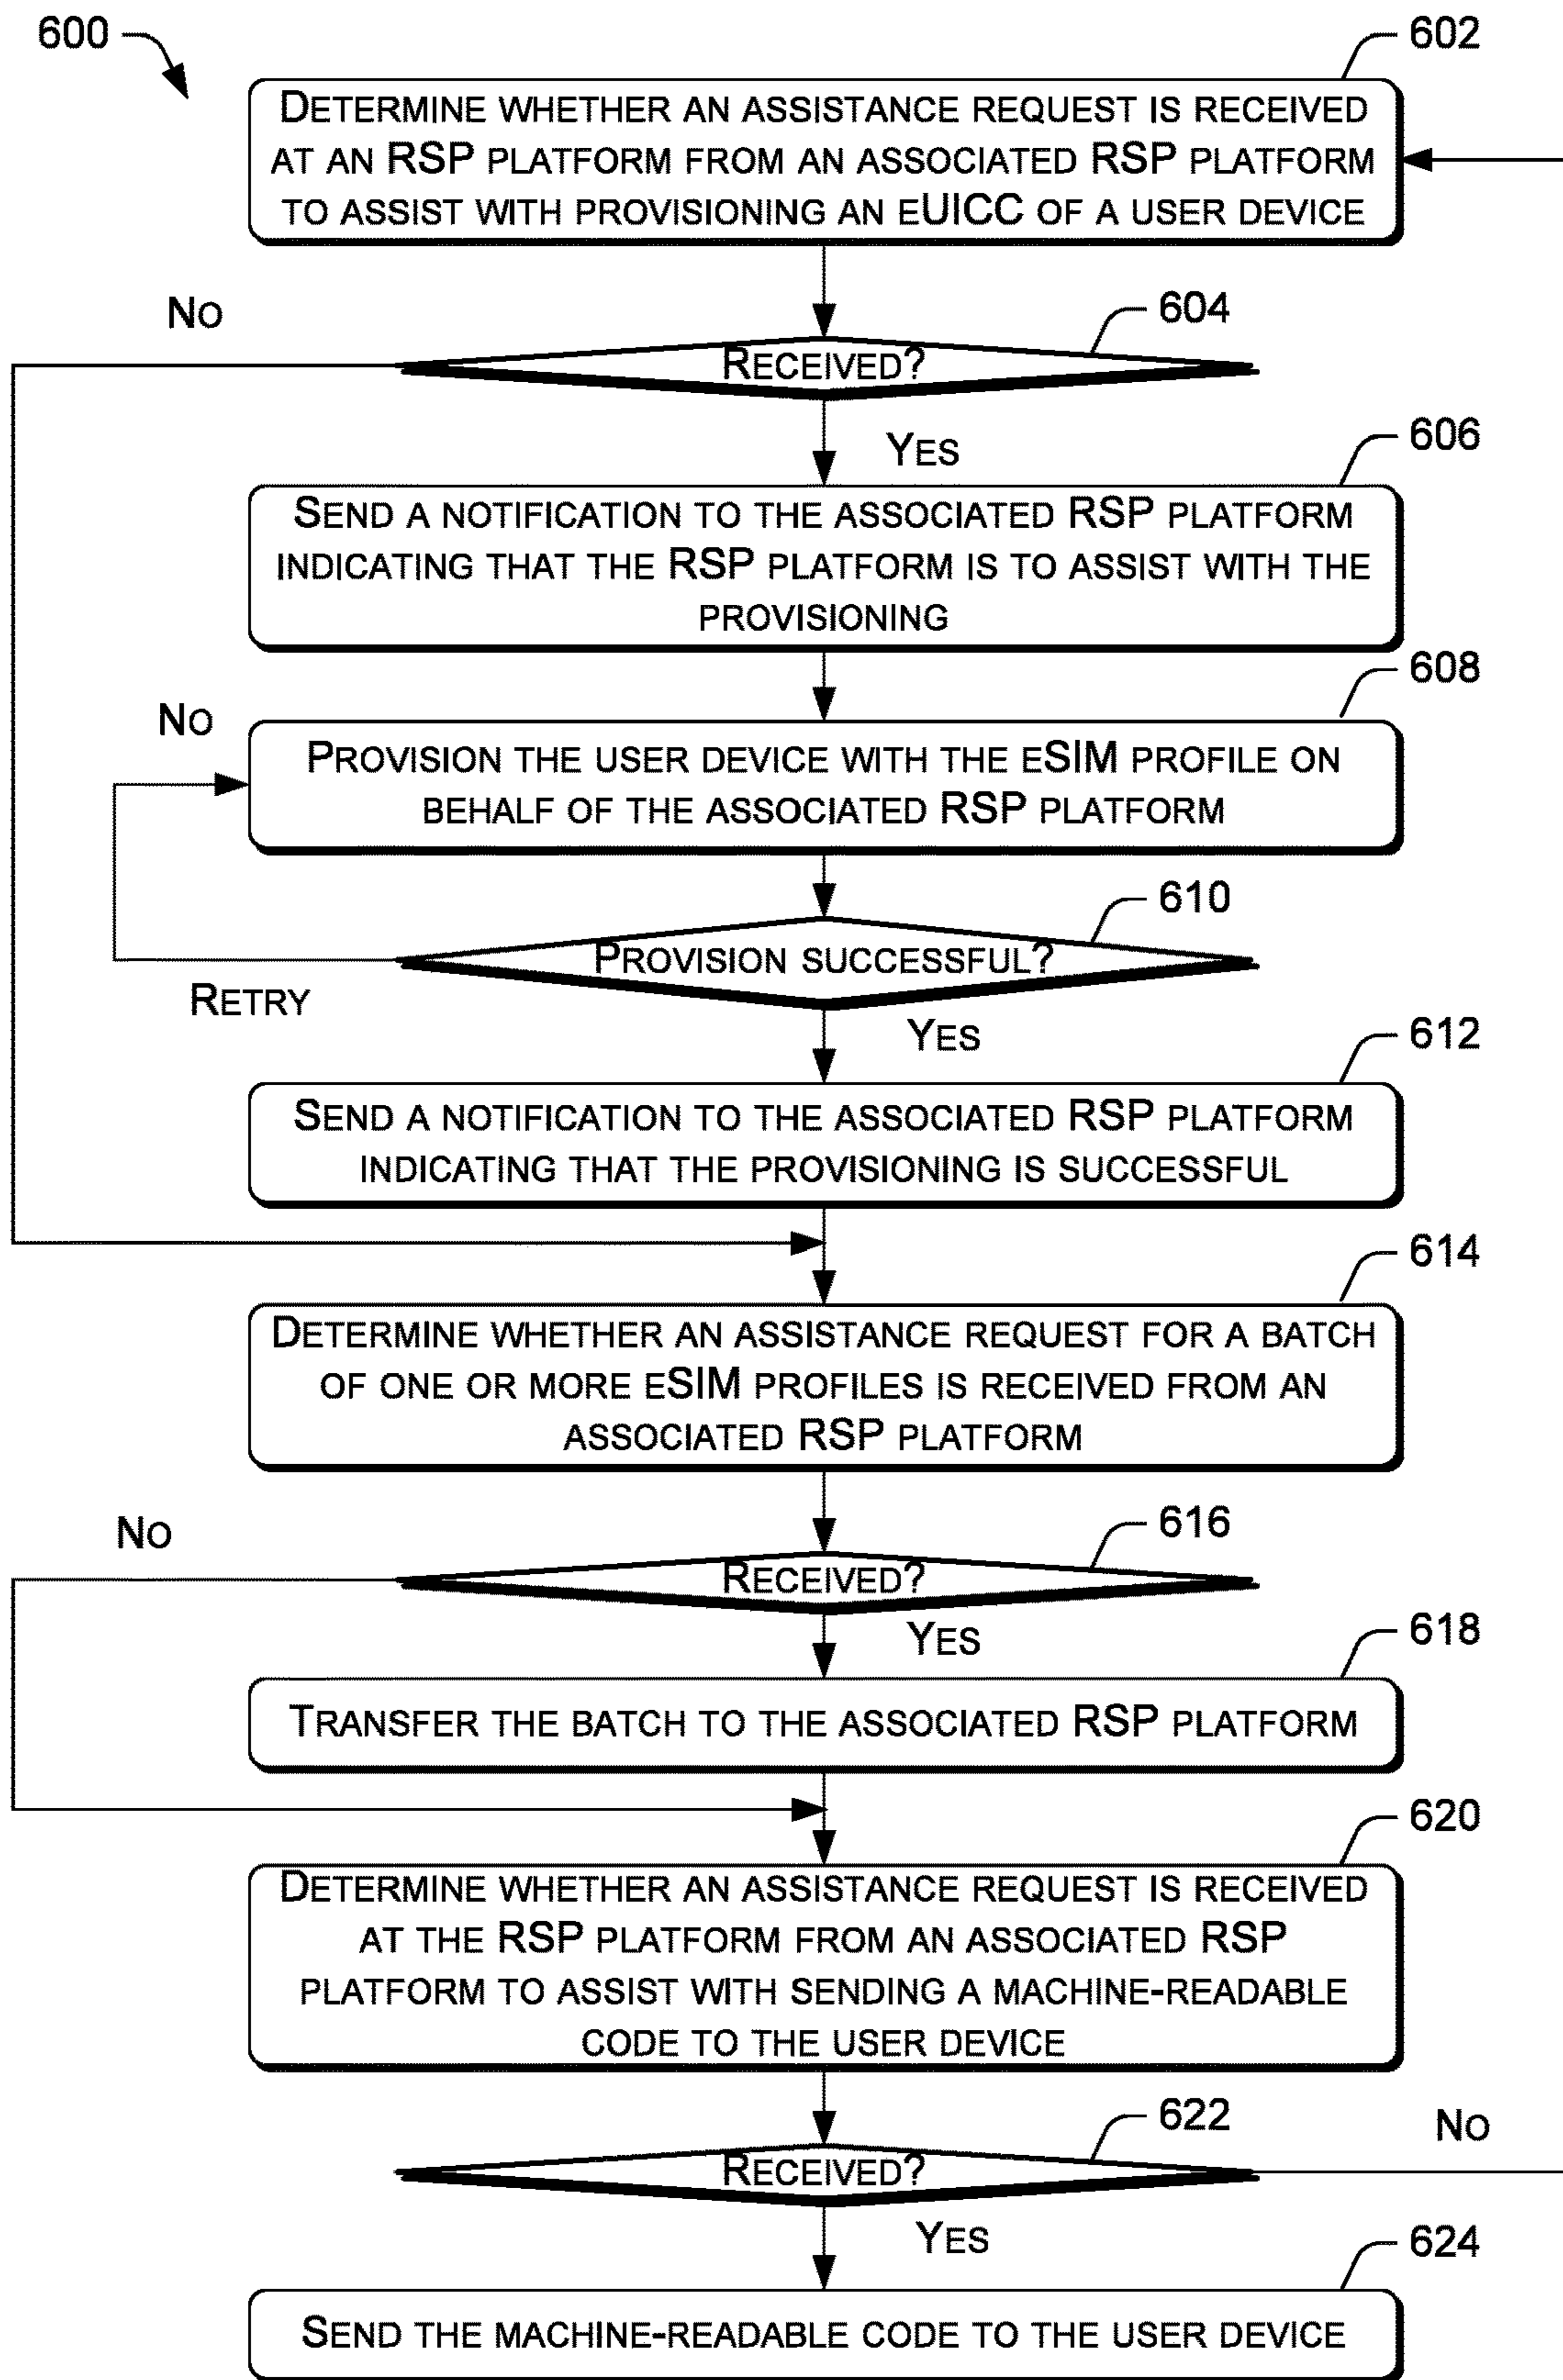 600
602
DETERMINE WHETHER AN ASSISTANCE REQUEST IS RECEIVED
AT AN RSP PLATFORM FROM AN ASSOCIATED RSP PLATFORM
TO ASSIST WITH PROVISIONING AN EUICC OF A USER DEVICE
NO
604
RECEIVED?
YES
606
SEND A NOTIFICATION TO THE ASSOCIATED RSP PLATFORM
INDICATING THAT THE RSP PLATFORM IS TO ASSIST WITH THE
PROVISIONING
608
NO
PROVISION THE USER DEVICE WITH THE ESIM PROFILE ON
BEHALF OF THE ASSOCIATED RSP PLATFORM
610
PROVISION SUCCESSFUL?
RETRY
YES
612
SEND A NOTIFICATION TO THE ASSOCIATED RSP PLATFORM
INDICATING THAT THE PROVISIONING IS SUCCESSFUL
614
DETERMINE WHETHER AN ASSISTANCE REQUEST FOR A BATCH
OF ONE OR MORE ESIM PROFILES IS RECEIVED FROM AN
ASSOCIATED RSP PLATFORM
NO
616
RECEIVED?
YES
618
TRANSFER THE BATCH TO THE ASSOCIATED RSP PLATFORM
620
DETERMINE WHETHER AN ASSISTANCE REQUEST IS RECEIVED
AT THE RSP PLATFORM FROM AN ASSOCIATED RSP
PLATFORM TO ASSIST WITH SENDING A MACHINE-READABLE
CODE TO THE USER DEVICE
622
NO
RECEIVED?
YES
624
SEND THE MACHINE-READABLE CODE TO THE USER DEVICE